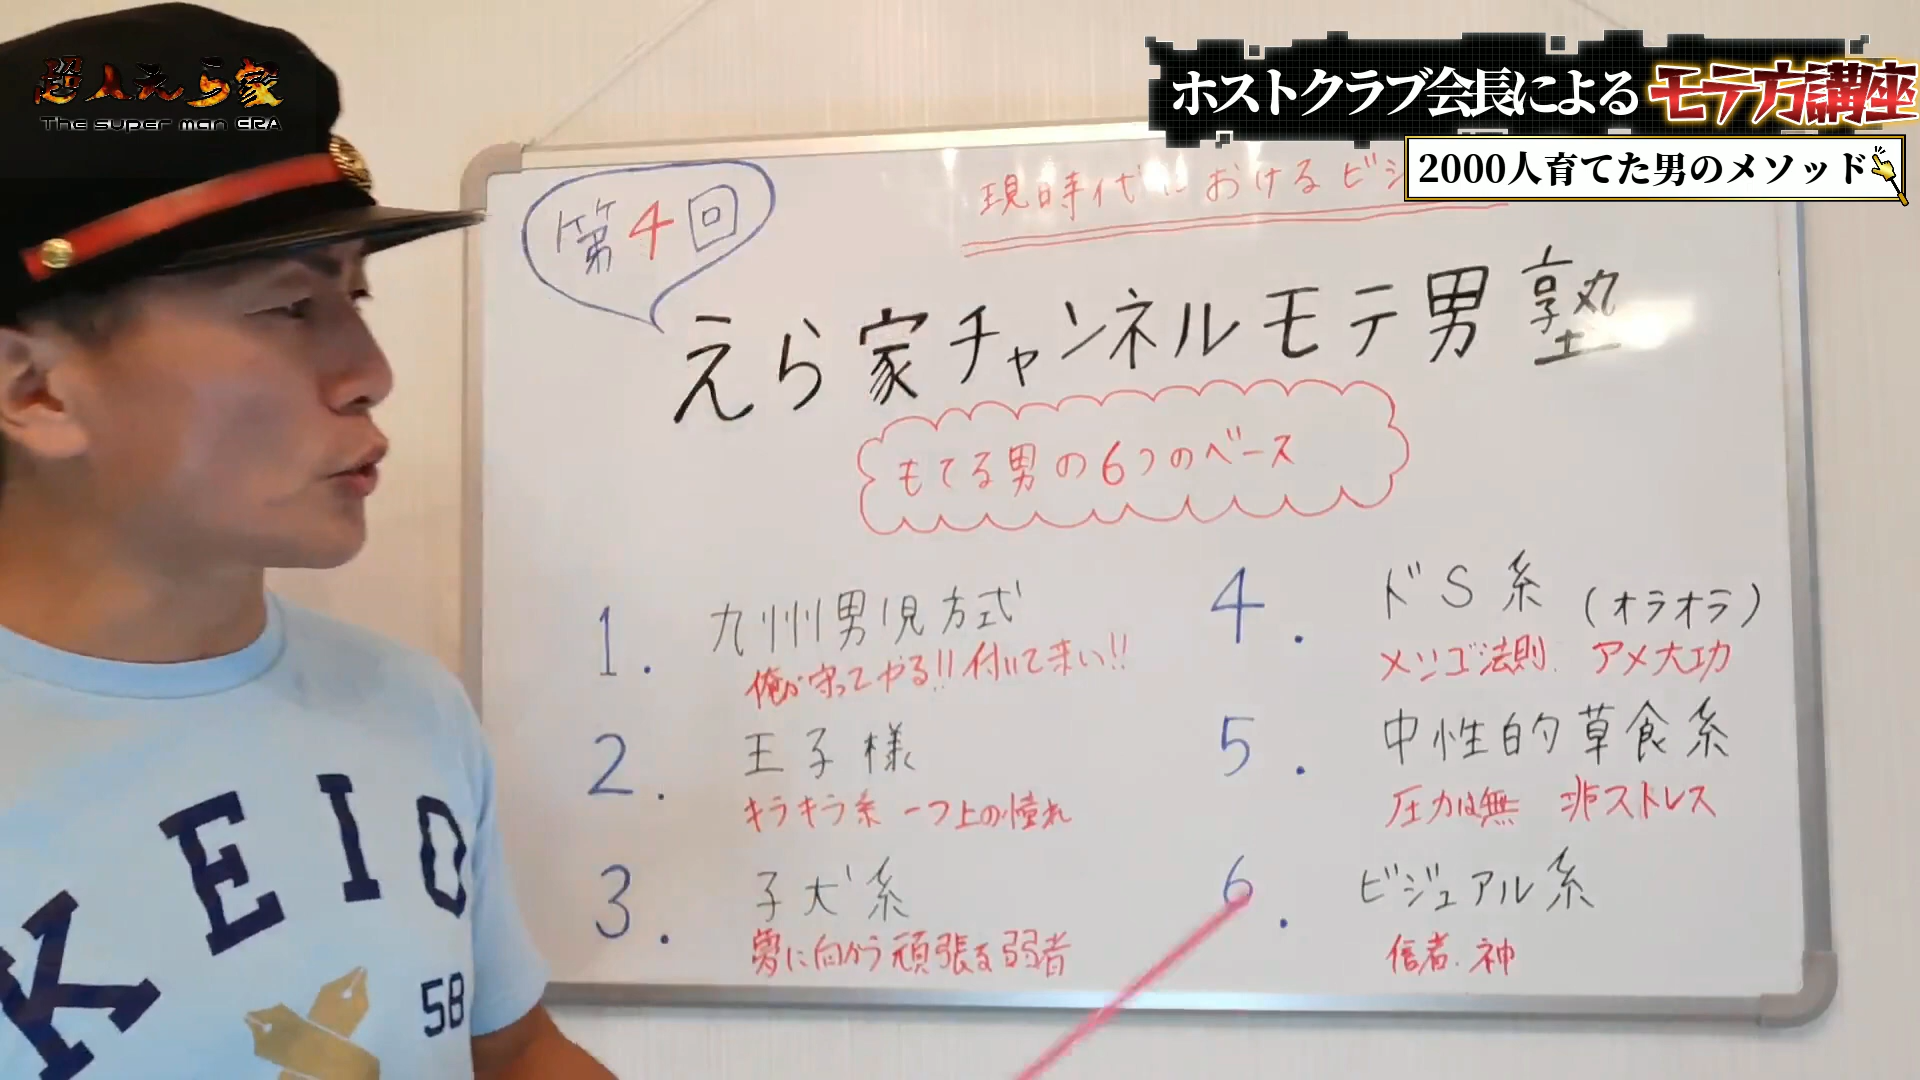 超人えら家
The super man ERA
ホストクラブ会長による モテ方講座
2000人育てた男のメソッド
第4回
現時代におけるビジ
えら家チャンネルモテ男塾
もてる男の6つのベース
1. 九州男児方式
俺が守ってやる!!付いて来い!!
2. 王子様
キラキラ系 一つ上の憧れ
3. 子犬系
夢に向かう頑張る弱者
4. ドS系 (オラオラ)
メンゴ法則. アメ大功
5. 中性的草食系
圧力は無 非ストレス
6. ビジュアル系
信者. 神
KEIO
58